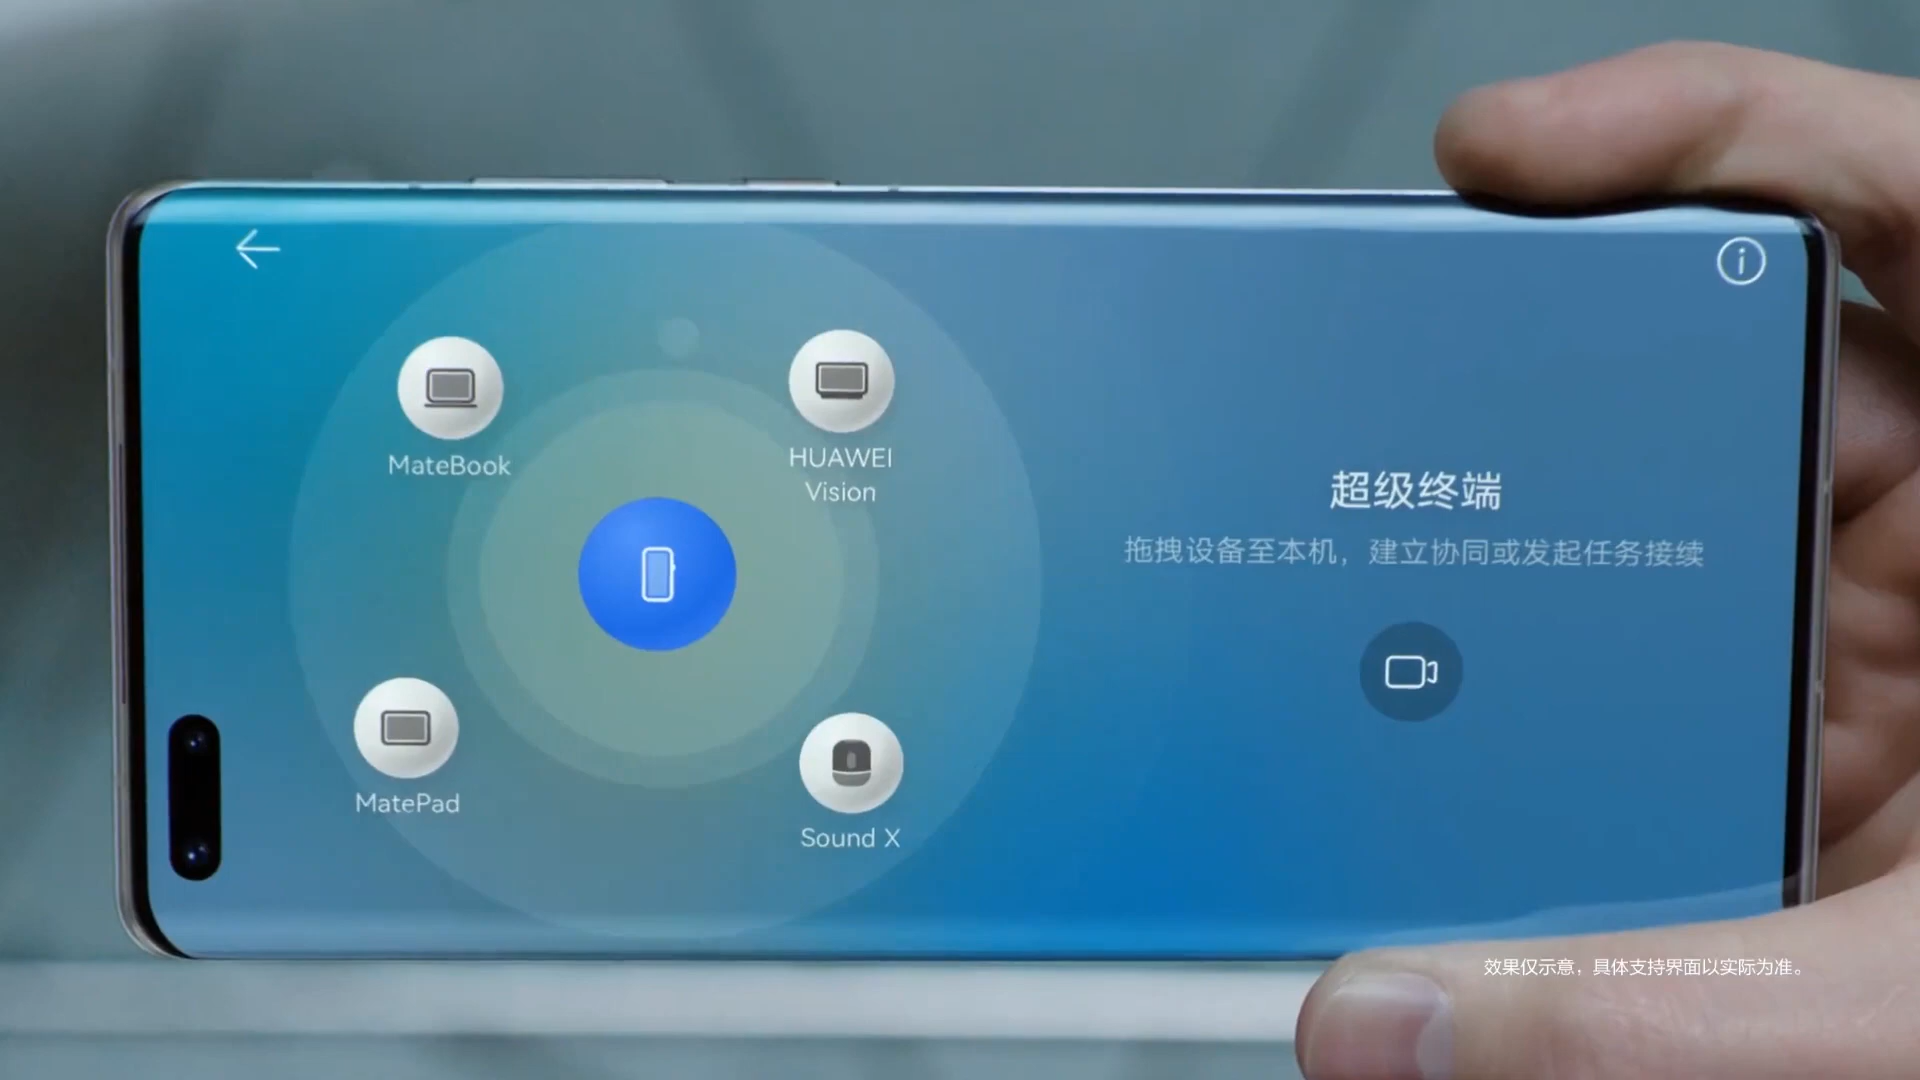 MateBook
HUAWEI
Vision
超级终端
拖拽设备至本机，建立协同或发起任务接续
MatePad
Sound X
效果仅示意，具体支持界面以实际为准。